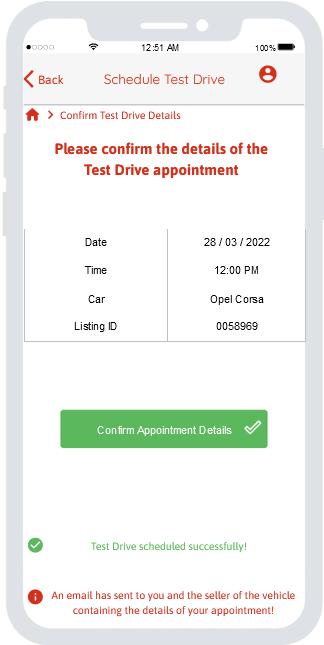 12:51 AM
100%
Back
Schedule Test Drive
Confirm Test Drive Details
Please confirm the details of the
Test Drive appointment
Date 28 / 03 / 2022
Time 12:00 PM
Car Opel Corsa
Listing ID 0058969
Confirm Appointment Details
Test Drive scheduled successfully!
An email has sent to you and the seller of the vehicle
containing the details of your appointment!